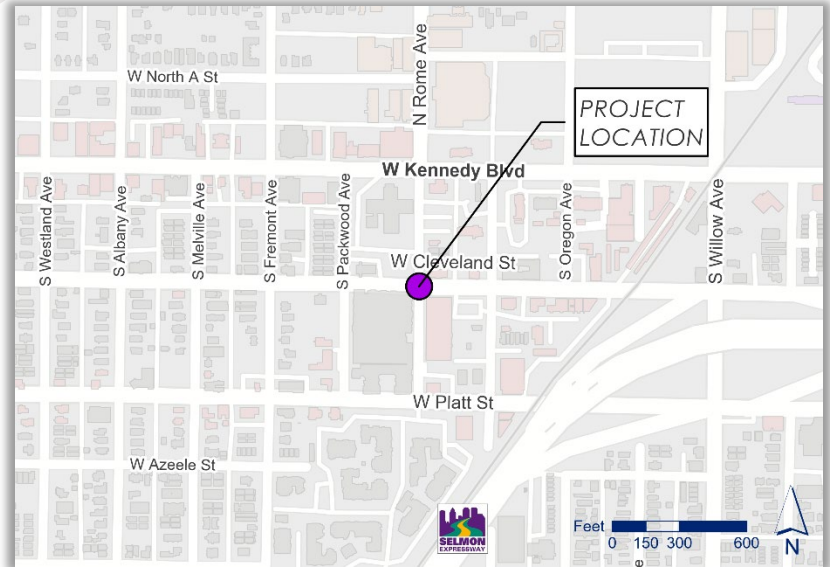 N Rome Ave
W North A St
PROJECT
LOCATION
W Kennedy Blvd
S Westland Ave
S Albany Ave
S Melville Ave
S Fremont Ave
S Packwood Ave
S Oregon Ave
S Willow Ave
W Cleveland St
W Platt St
W Azeele St
SELMON
EXPRESSWAY
Feet
0 150 300 600
N
e